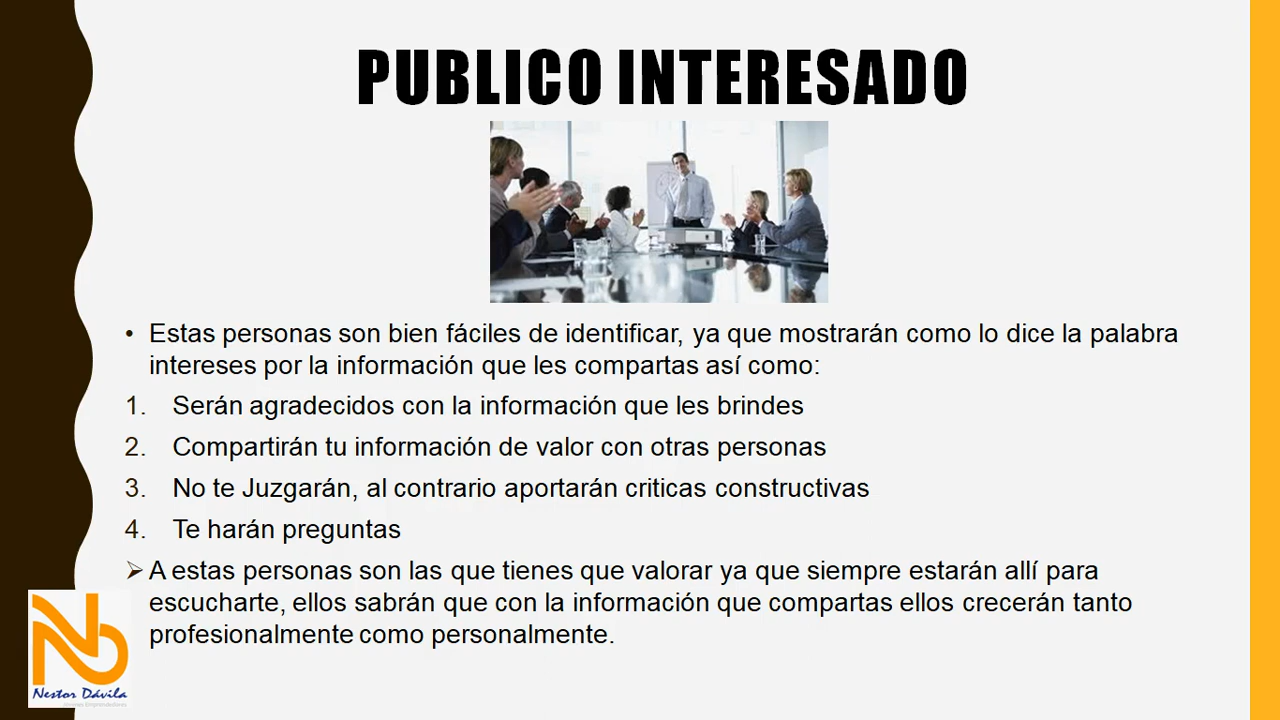 PUBLICO INTERESADO
• Estas personas son bien fáciles de identificar, ya que mostrarán como lo dice la palabra
intereses por la información que les compartas así como:
1. Serán agradecidos con la información que les brindes
2. Compartirán tu información de valor con otras personas
3. No te Juzgarán, al contrario aportarán criticas constructivas
4. Te harán preguntas
➢ A estas personas son las que tienes que valorar ya que siempre estarán allí para
escucharte, ellos sabrán que con la información que compartas ellos crecerán tanto
profesionalmente como personalmente.
Nestor Dávila